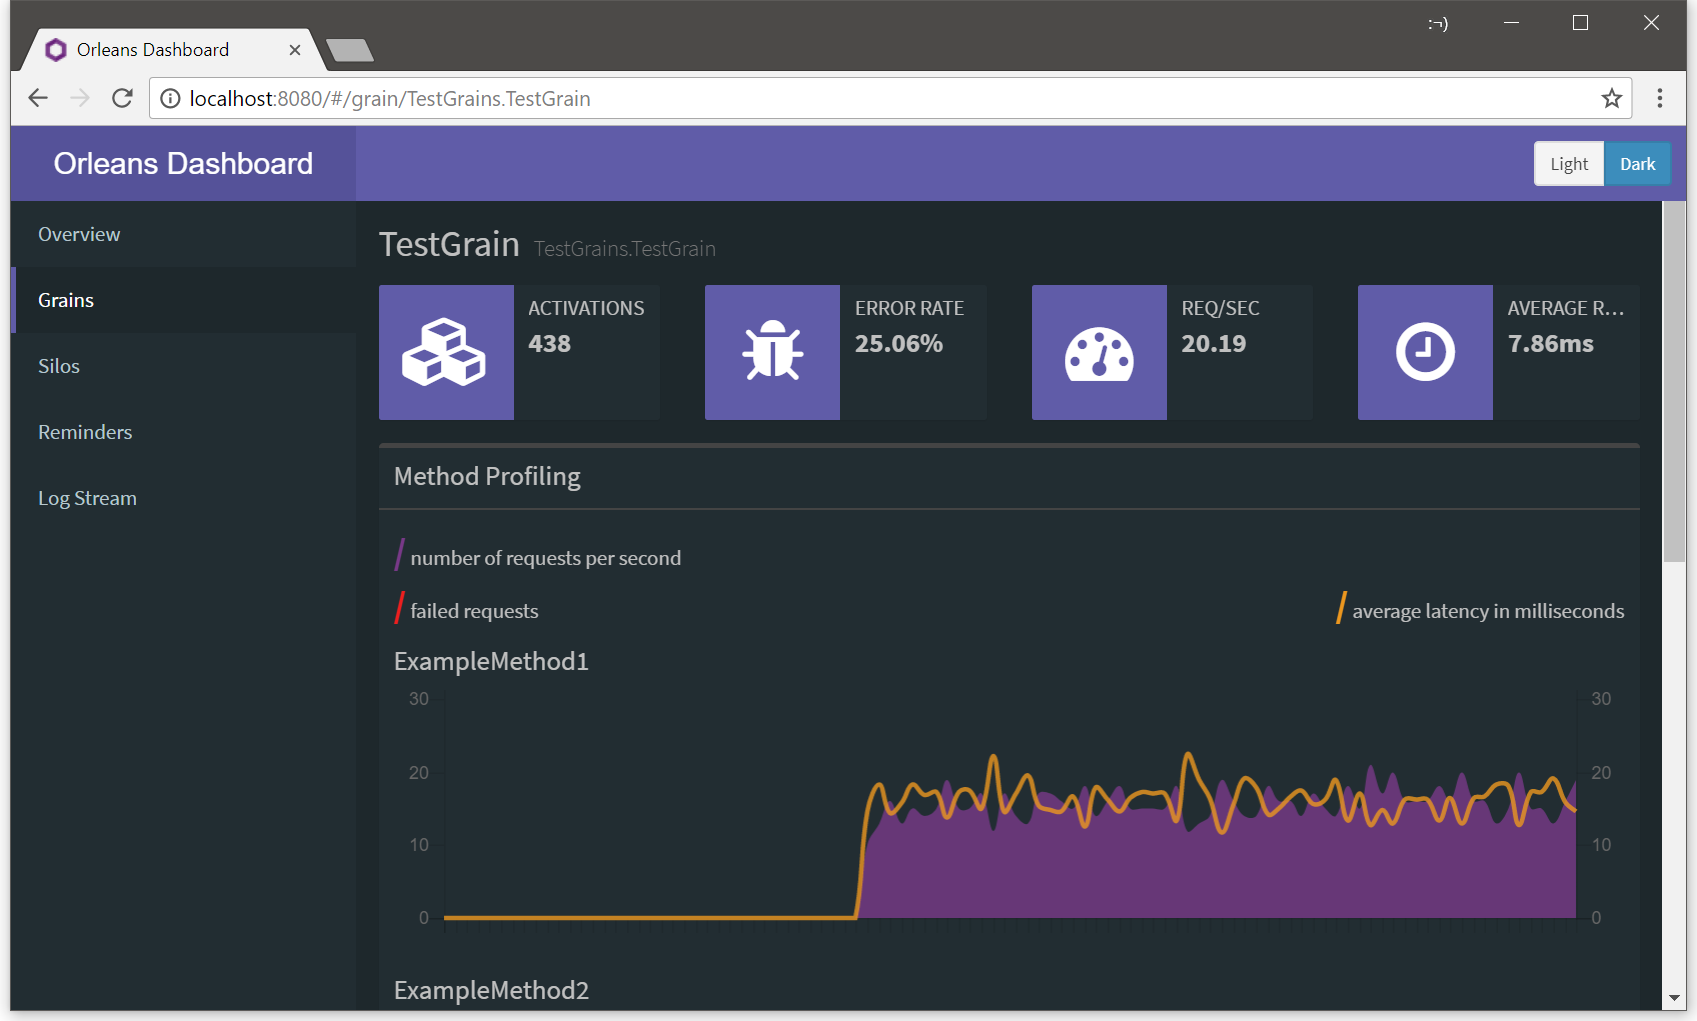 :¬)
Orleans Dashboard
localhost:8080/#/grain/TestGrains.TestGrain
Orleans Dashboard
Light Dark
Overview
Grains
Silos
Reminders
Log Stream
TestGrain TestGrains.TestGrain
ACTIVATIONS
438
ERROR RATE
25.06%
REQ/SEC
20.19
AVERAGE R...
7.86ms
Method Profiling
number of requests per second
failed requests
average latency in milliseconds
ExampleMethod1
30 30
20 20
10 10
0 0
ExampleMethod2